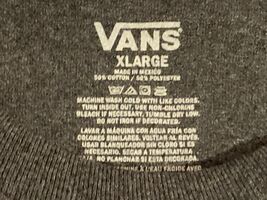 VANS
XLARGE
MADE IN MEXICO
50% COTTON / 50% POLYESTER
MACHINE WASH COLD WITH LIKE COLORS.
TURN INSIDE OUT. USE NON-CHLORINE
BLEACH IF NECESSARY. TUMBLE DRY LOW.
DO NOT IRON IF DECORATED.
LAVAR A MÁQUINA CON AGUA FRÍA CON
COLORES SIMILARES. VOLTEAR AL REVÉS.
USAR BLANQUEADOR SIN CLORO SI ES
NECESARIO. SECAR A TEMPERATURA
NO PLANCHAR SI ESTA DECORADA.